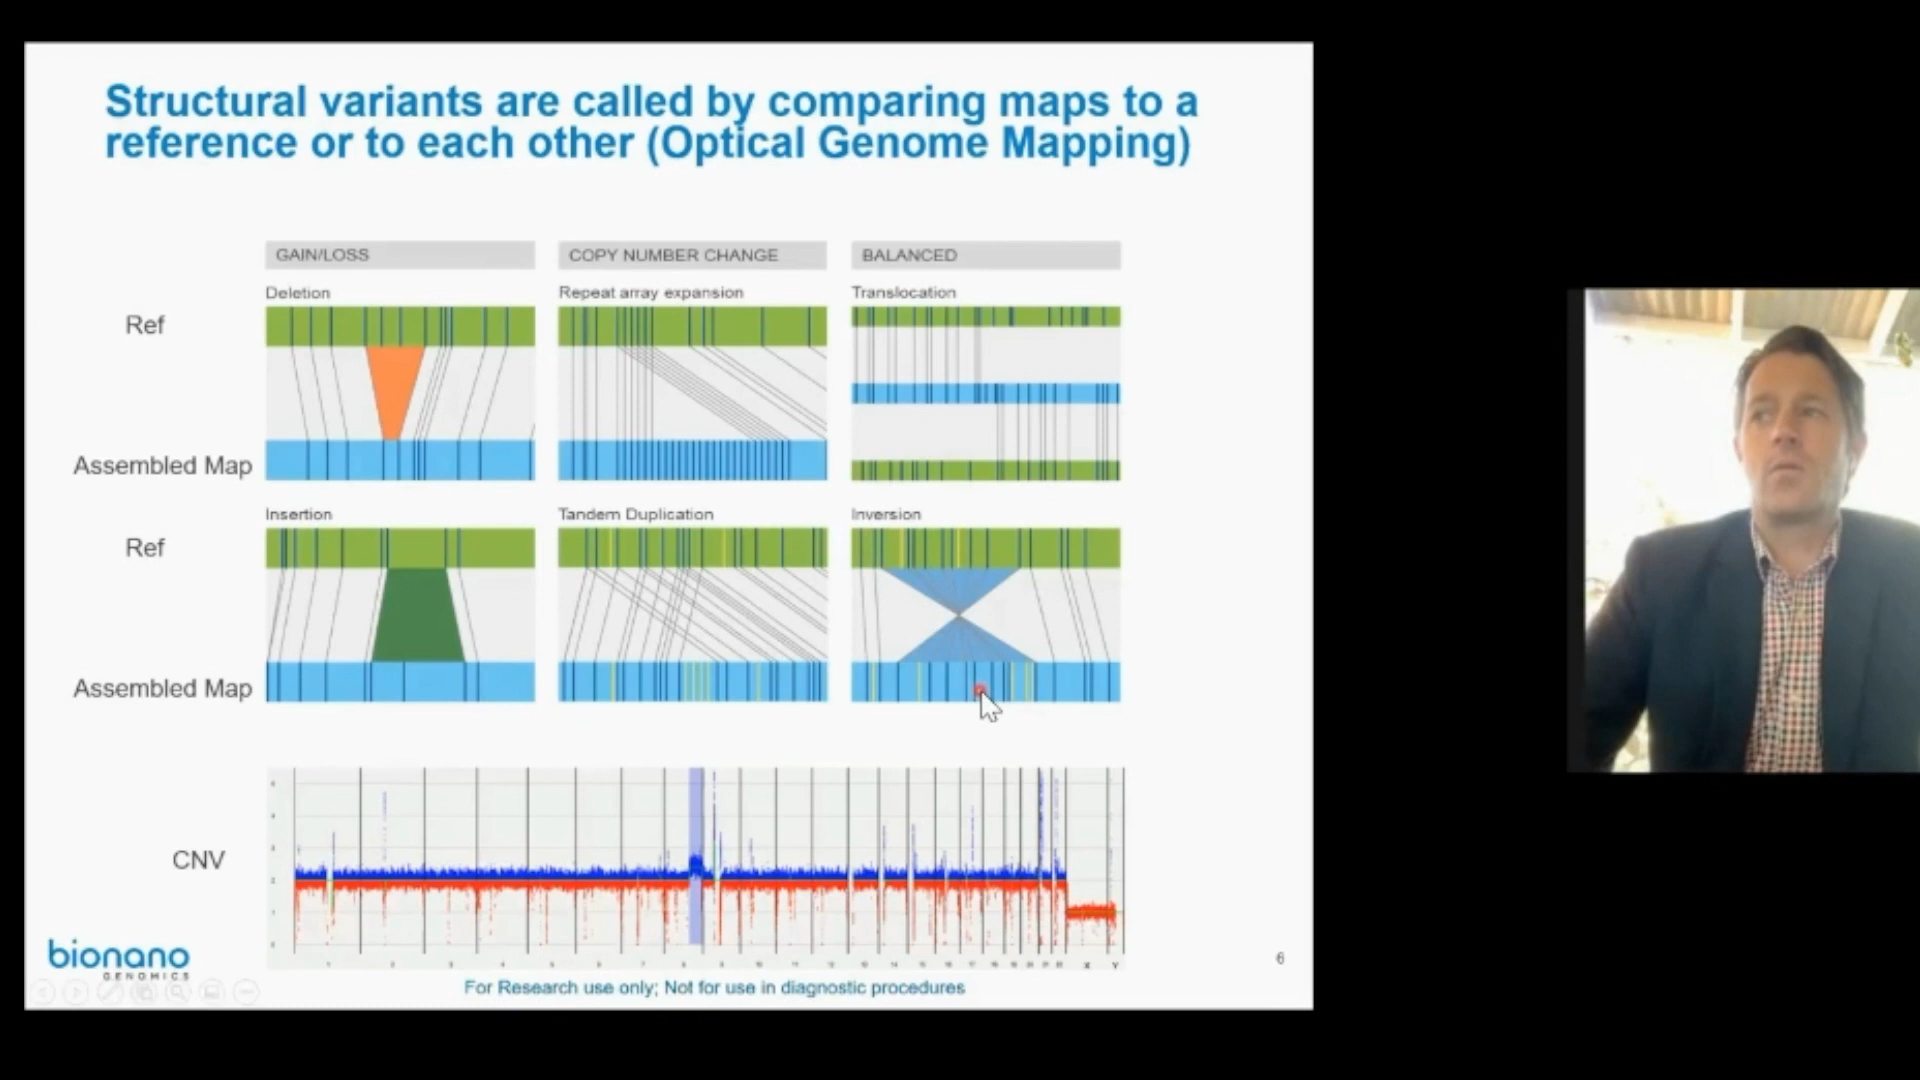 Structural variants are called by comparing maps to a
reference or to each other (Optical Genome Mapping)
GAIN/LOSS
COPY NUMBER CHANGE
BALANCED
Deletion
Repeat array expansion
Translocation
Ref
Assembled Map
Insertion
Tandem Duplication
Inversion
Ref
Assembled Map
CNV
X
Y
bionano
GENOMICS
6
For Research use only; Not for use in diagnostic procedures